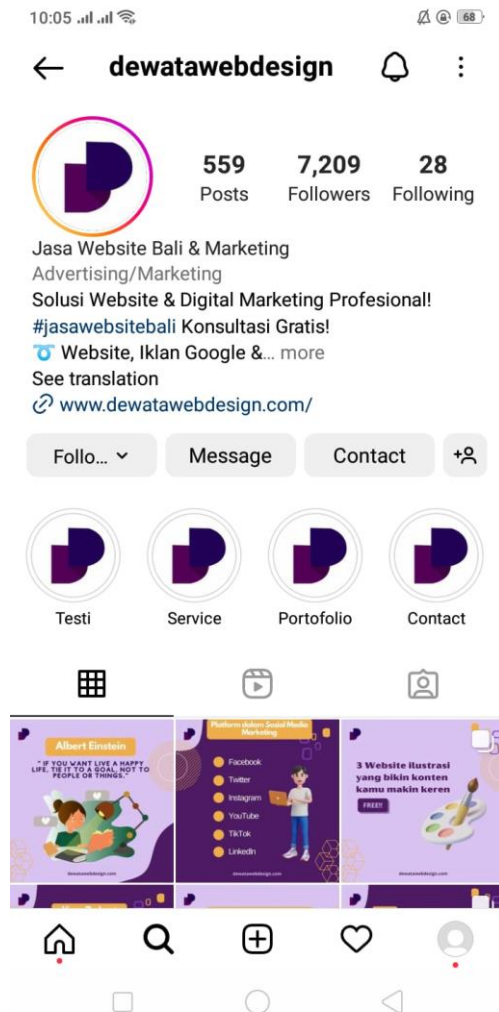 10:05
68
dewatawebdesign
559 7,209 28
Posts Followers Following
Jasa Website Bali & Marketing
Advertising/Marketing
Solusi Website & Digital Marketing Profesional!
#jasawebsitebali Konsultasi Gratis!
Website, Iklan Google &... more
See translation
www.dewatawebdesign.com/
Follo... Message Contact
Testi Service Portofolio Contact
Albert Einstein
" IF YOU WANT LIVE A HAPPY
LIFE, TIE IT TO A GOAL, NOT TO
PEOPLE OR THINGS."
Platform dalam Sosial Media
Marketing
Facebook
Twitter
Instagram
YouTube
TikTok
LinkedIn
dewatawebdesign.com
3 Website ilustrasi
yang bikin konten
kamu makin keren
FREE!!
dewatawebdesign.com